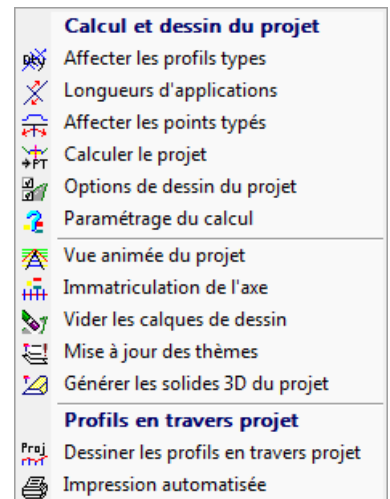 Calcul et dessin du projet
Affecter les profils types
Longueurs d'applications
Affecter les points typés
PT Calculer le projet
Options de dessin du projet
Paramétrage du calcul
Vue animée du projet
Immatriculation de l'axe
Vider les calques de dessin
Mise à jour des thèmes
Générer les solides 3D du projet
Profils en travers projet
Proj Dessiner les profils en travers projet
Impression automatisée